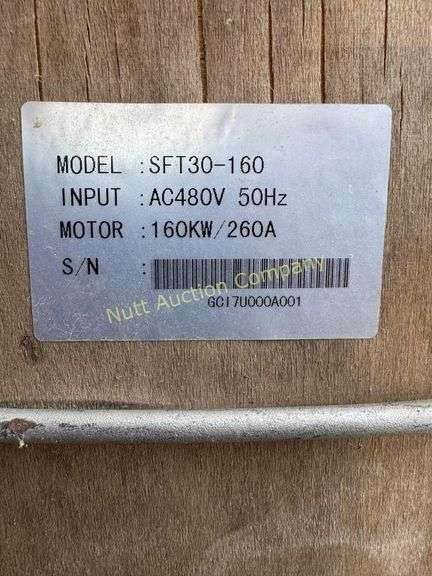 MODEL :SFT30-160
INPUT :AC480V 50Hz
MOTOR :160KW/260A
S/N :
GCI7U000A001
Nutt Auction Company